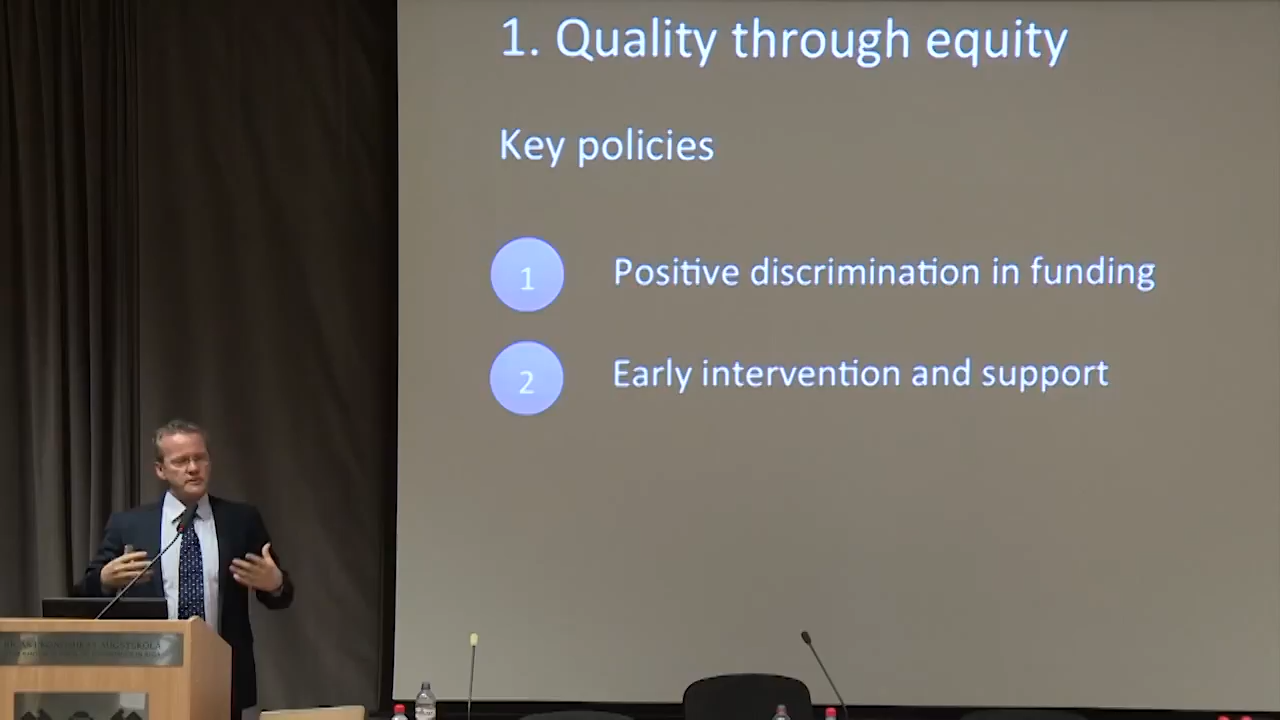 1. Quality through equity
Key policies
1
Positive discrimination in funding
2
Early intervention and support